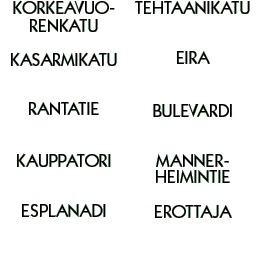 KORKEAVUO-
RENKATU
TEHTAANIKATU
KASARMIKATU
EIRA
RANTATIE
BULEVARDI
KAUPPATORI
MANNER-
HEIMINTIE
ESPLANADI
EROTTAJA